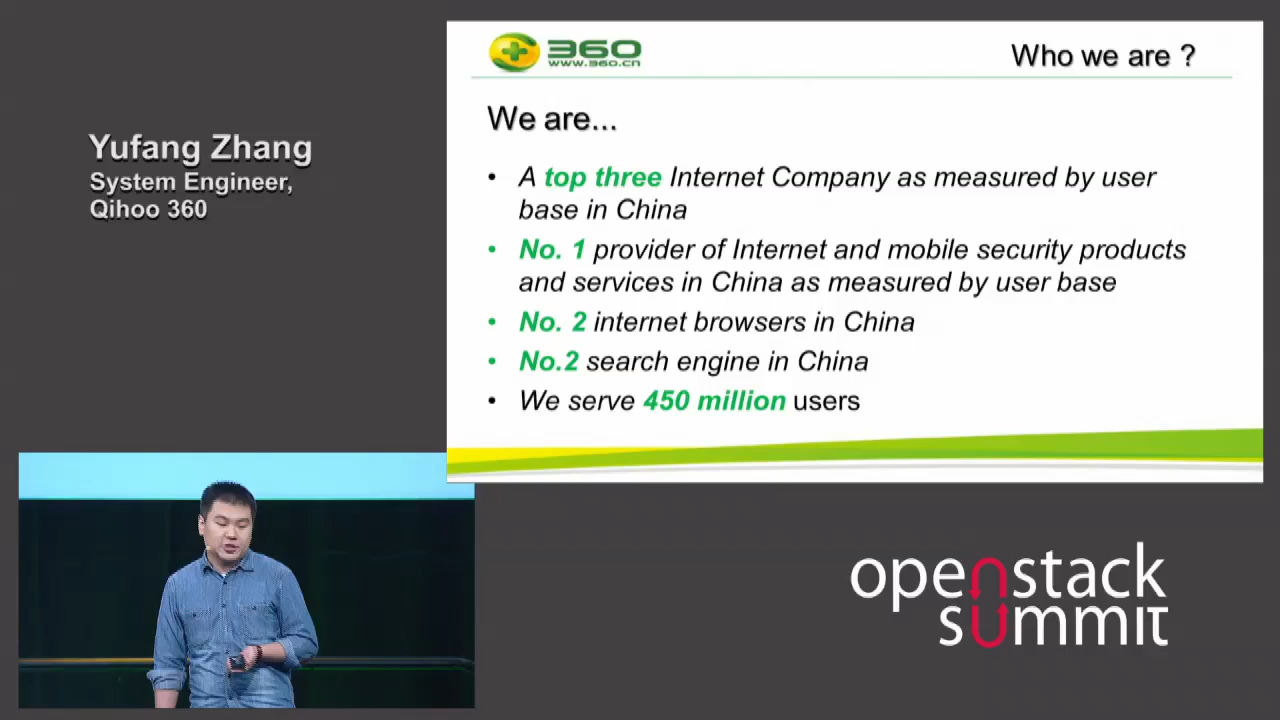 Yufang Zhang
System Engineer,
Qihoo 360
360
www.360.cn
Who we are ?
We are...
• A top three Internet Company as measured by user
base in China
• No. 1 provider of Internet and mobile security products
and services in China as measured by user base
• No. 2 internet browsers in China
• No.2 search engine in China
• We serve 450 million users
openstack
summit